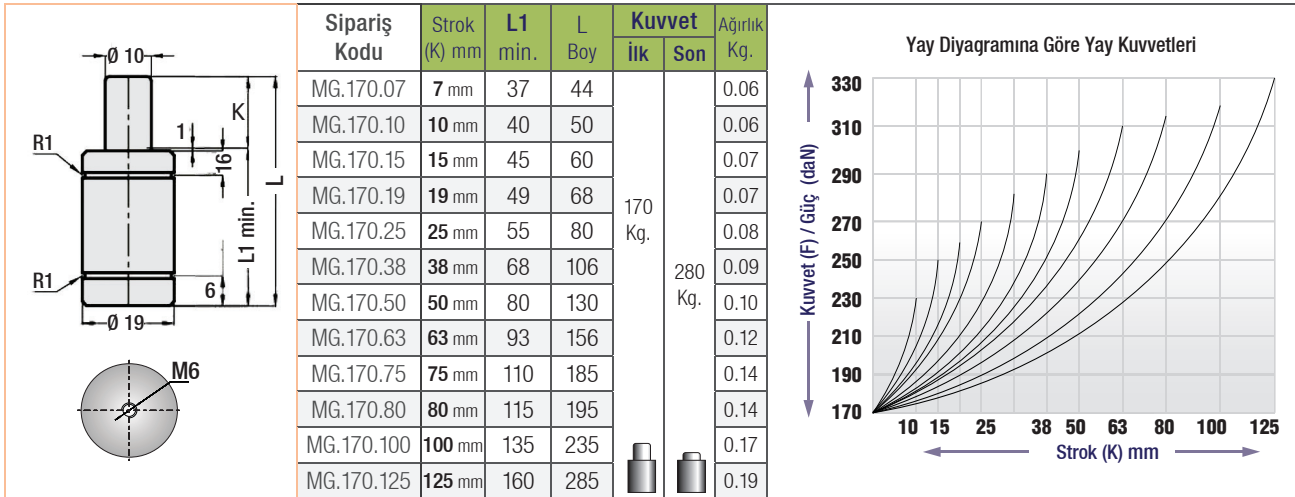 Ø 10
K
1
R1
16
L
L1 min.
R1
6
Ø 19
M6
Sipariş Kodu Strok (K) mm L1 min. L Boy Kuvvet İlk Son Ağırlık Kg.
MG.170.07 7 mm 37 44 0.06
MG.170.10 10 mm 40 50 0.06
MG.170.15 15 mm 45 60 0.07
MG.170.19 19 mm 49 68 0.07
MG.170.25 25 mm 55 80 0.08
MG.170.38 38 mm 68 106 0.09
MG.170.50 50 mm 80 130 0.10
MG.170.63 63 mm 93 156 0.12
MG.170.75 75 mm 110 185 0.14
MG.170.80 80 mm 115 195 0.14
MG.170.100 100 mm 135 235 0.17
MG.170.125 125 mm 160 285 0.19
170 Kg.
280 Kg.
Yay Diyagramına Göre Yay Kuvvetleri
Kuvvet (F) / Güç (daN)
330
310
290
270
250
230
210
190
170
10 15 25 38 50 63 80 100 125
Strok (K) mm